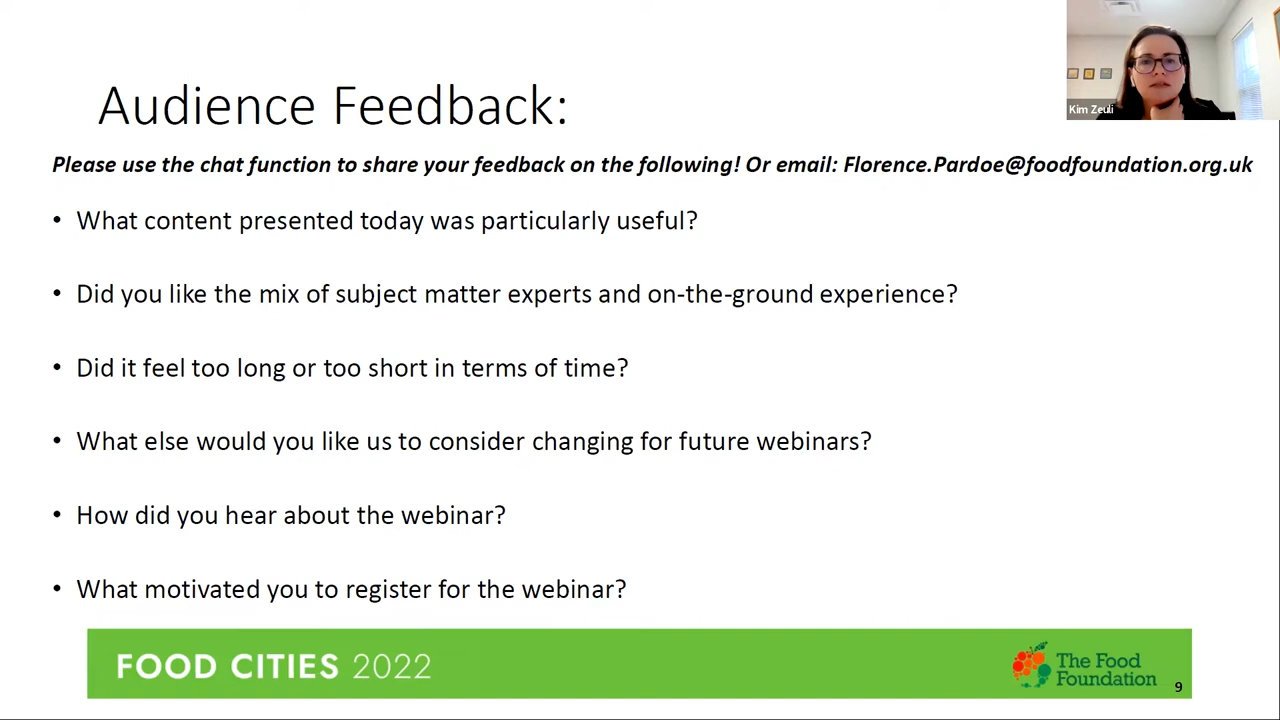 Kim Zeuli
Audience Feedback:
Please use the chat function to share your feedback on the following! Or email: Florence.Pardoe@foodfoundation.org.uk
• What content presented today was particularly useful?
• Did you like the mix of subject matter experts and on-the-ground experience?
• Did it feel too long or too short in terms of time?
• What else would you like us to consider changing for future webinars?
• How did you hear about the webinar?
• What motivated you to register for the webinar?
FOOD CITIES 2022
The Food
Foundation
9